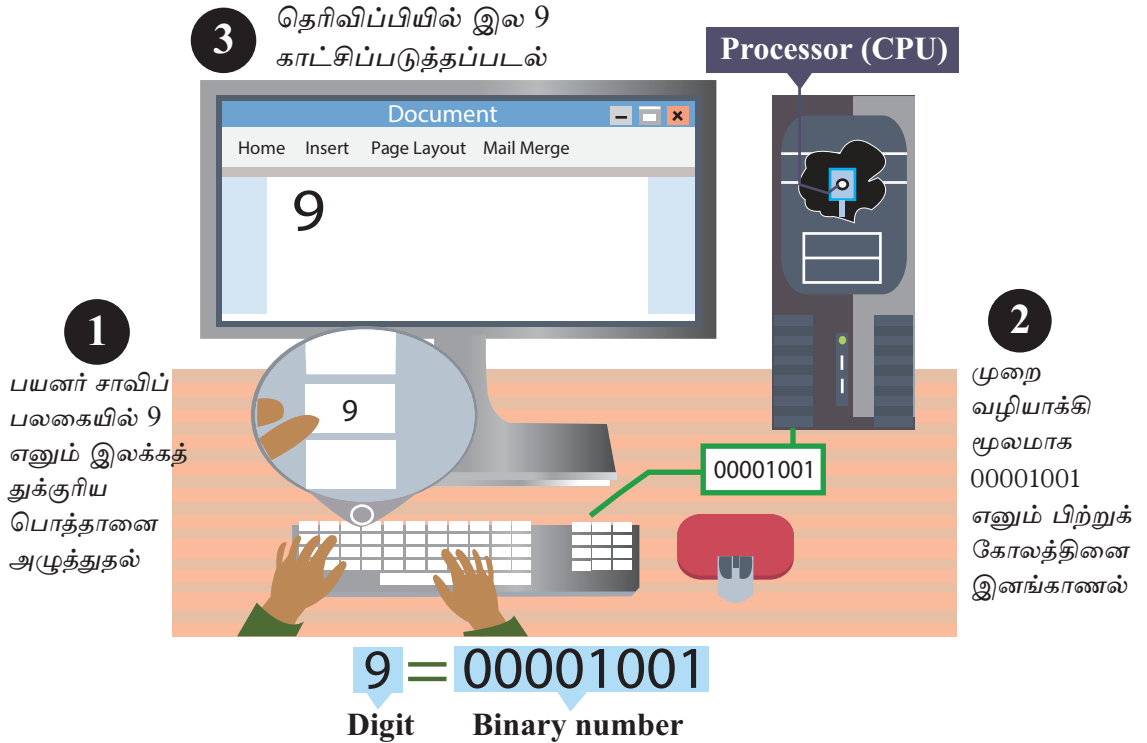 3
தெரிவிப்பியில் இல 9
காட்சிப்படுத்தப்படல்
Processor (CPU)
Document
Home Insert Page Layout Mail Merge
9
1
பயனர் சாவிப்
பலகையில் 9
எனும் இலக்கத்
துக்குரிய
பொத்தானை
அழுத்துதல்
9
00001001
2
முறை
வழியாக்கி
மூலமாக
00001001
எனும் பிற்றுக்
கோலத்தினை
இனங்காணல்
9 = 00001001
Digit Binary number